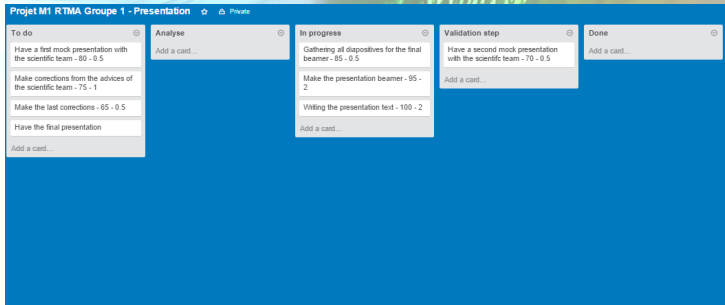 Projet M1 RTMA Groupe 1 - Presentation
Private
To do
Have a first mock presentation with
the scientific team - 80 - 0.5
Make corrections from the advices of
the scientific team - 75 - 1
Make the last corrections - 65 - 0.5
Have the final presentation
Add a card...
Analyse
Add a card...
In progress
Gathering all diapositives for the final
beamer - 85 - 0.5
Make the presentation beamer - 95 -
2
Writing the presentation text - 100 - 2
Add a card...
Validation step
Have a second mock presentation
with the scientifc team - 70 - 0.5
Add a card...
Done
Add a card...